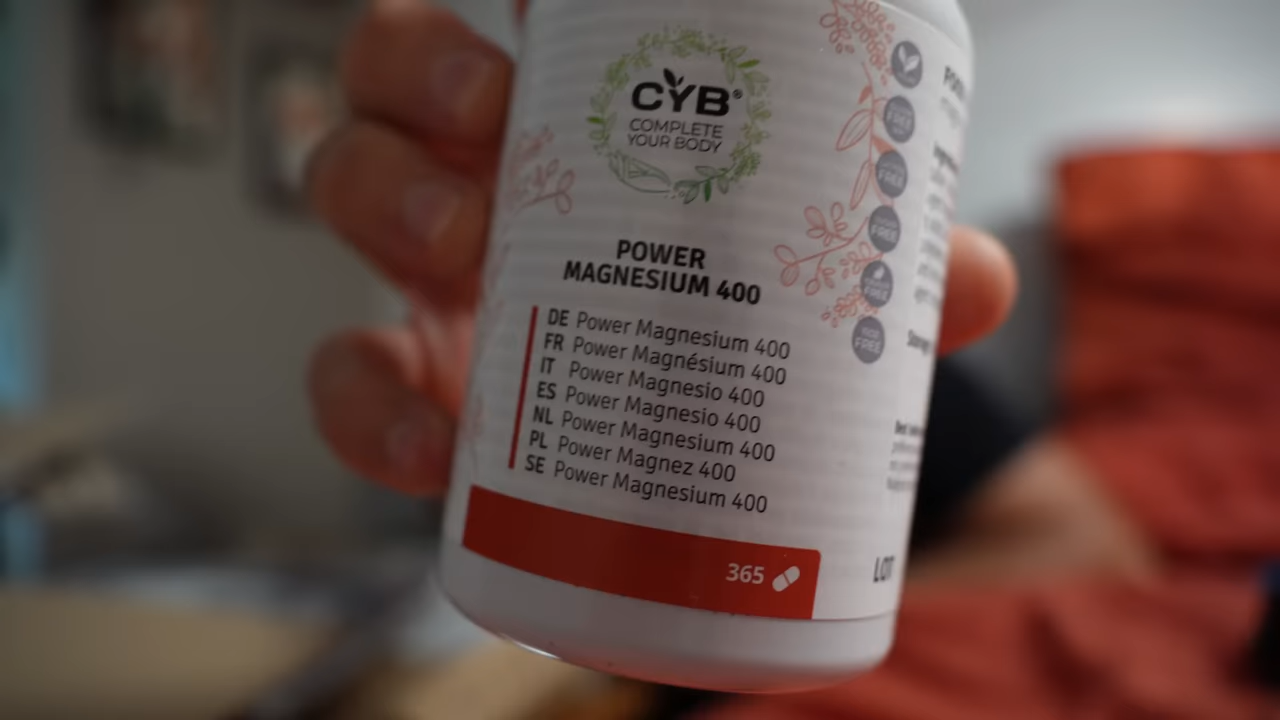 CYB®
COMPLETE
YOUR BODY
POWER
MAGNESIUM 400
DE Power Magnesium 400
FR Power Magnésium 400
IT Power Magnesio 400
ES Power Magnesio 400
NL Power Magnesium 400
PL Power Magnez 400
SE Power Magnesium 400
365
FREE
FREE
FREE
FREE
FREE
LOT